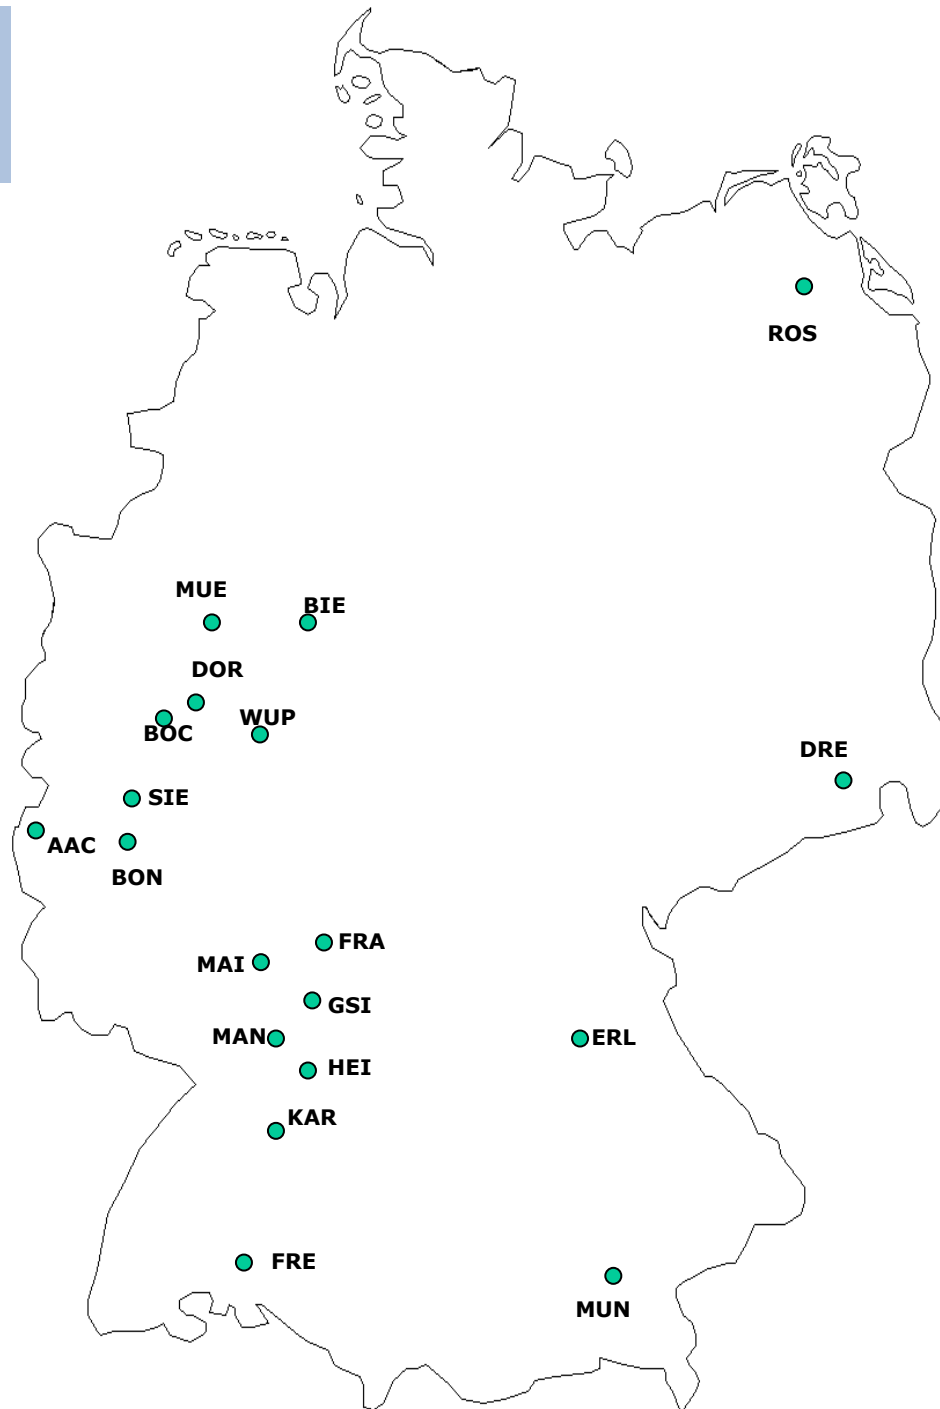 ROS
MUE
BIE
DOR
WUP
BOC
DRE
SIE
AAC
BON
FRA
MAI
GSI
MAN
ERL
HEI
KAR
FRE
MUN